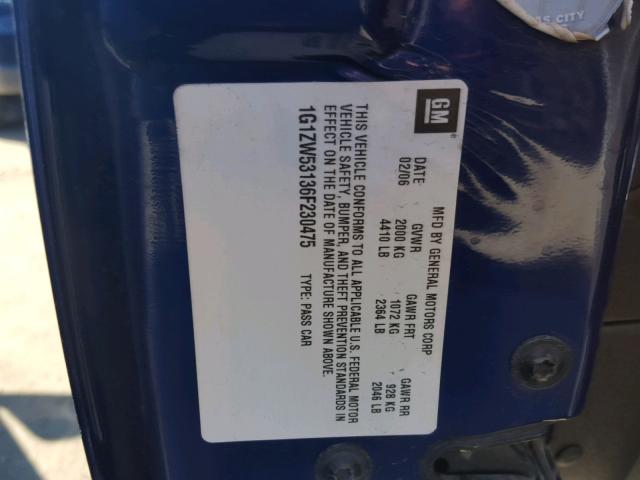 AS CITY
GM
MFD BY GENERAL MOTORS CORP
DATE GVWR GAWR FRT GAWR RR
02/06 2000 KG 1072 KG 928 KG
4410 LB 2364 LB 2046 LB
THIS VEHICLE CONFORMS TO ALL APPLICABLE U.S. FEDERAL MOTOR
VEHICLE SAFETY, BUMPER, AND THEFT PREVENTION STANDARDS IN
EFFECT ON THE DATE OF MANUFACTURE SHOWN ABOVE.
1G1ZW53136F230475 TYPE: PASS CAR